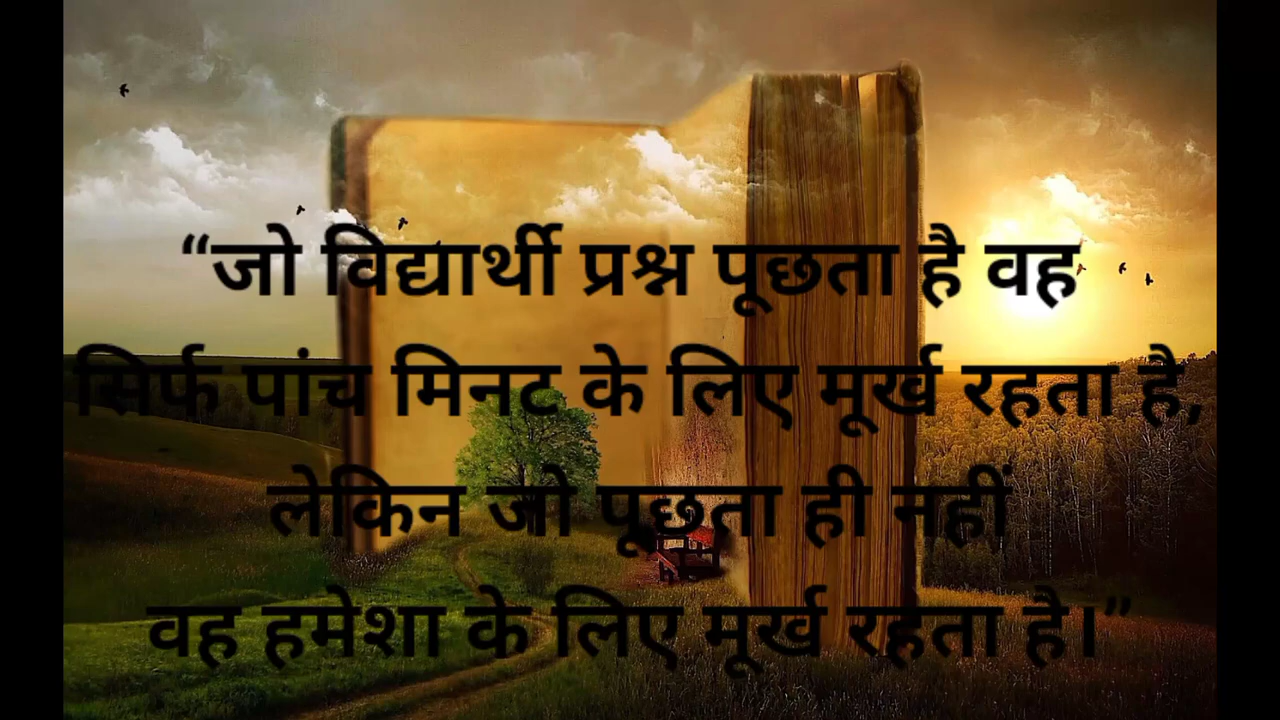 “जो विद्यार्थी प्रश्न पूछता है वह
सिर्फ पांच मिनट के लिए मूर्ख रहता है,
लेकिन जो पूछता ही नहीं
वह हमेशा के लिए मूर्ख रहता है।”